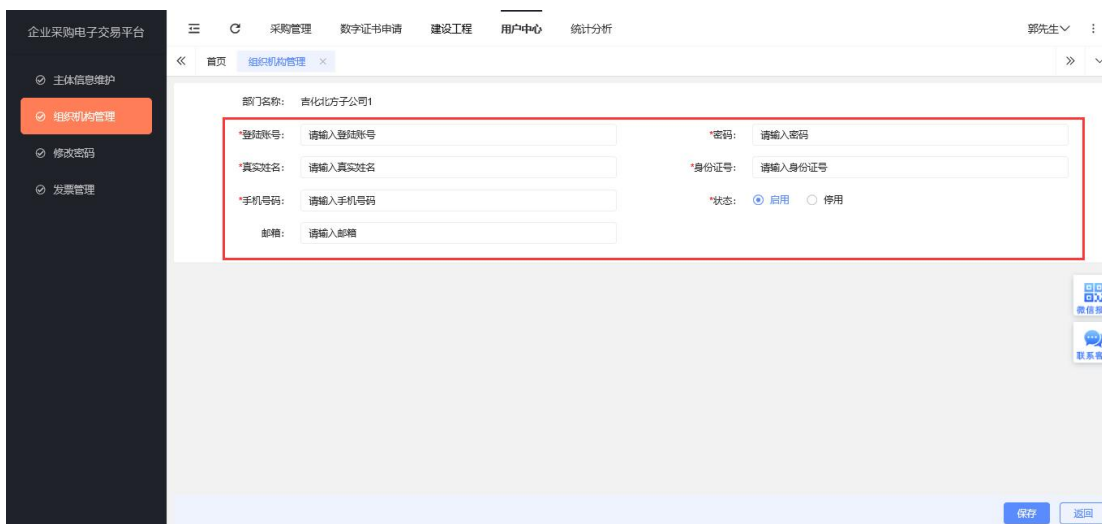 企业采购电子交易平台
采购管理 数字证书申请 建设工程 用户中心 统计分析 郭先生
首页 组织机构管理 ×
主体信息维护
组织机构管理
修改密码
发票管理
部门名称： 吉化北方子公司1
*登陆账号： 请输入登陆账号 *密码： 请输入密码
*真实姓名： 请输入真实姓名 *身份证号： 请输入身份证号
*手机号码： 请输入手机号码 *状态： 启用 停用
邮箱： 请输入邮箱
微信
联系
保存 返回